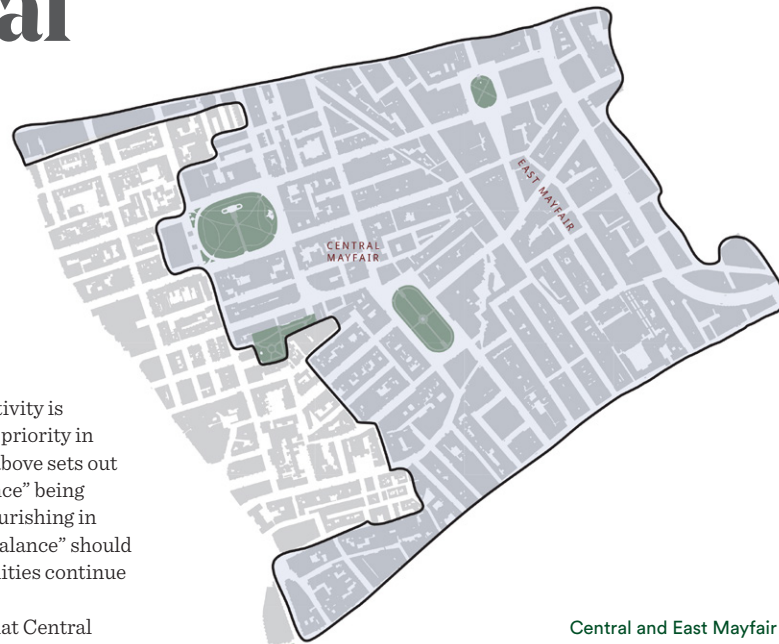 al
CENTRAL
MAYFAIR
EAST MAYFAIR
tivity is
priority in
above sets out
ce” being
urishing in
alance” should
ities continue
at Central
Central and East Mayfair